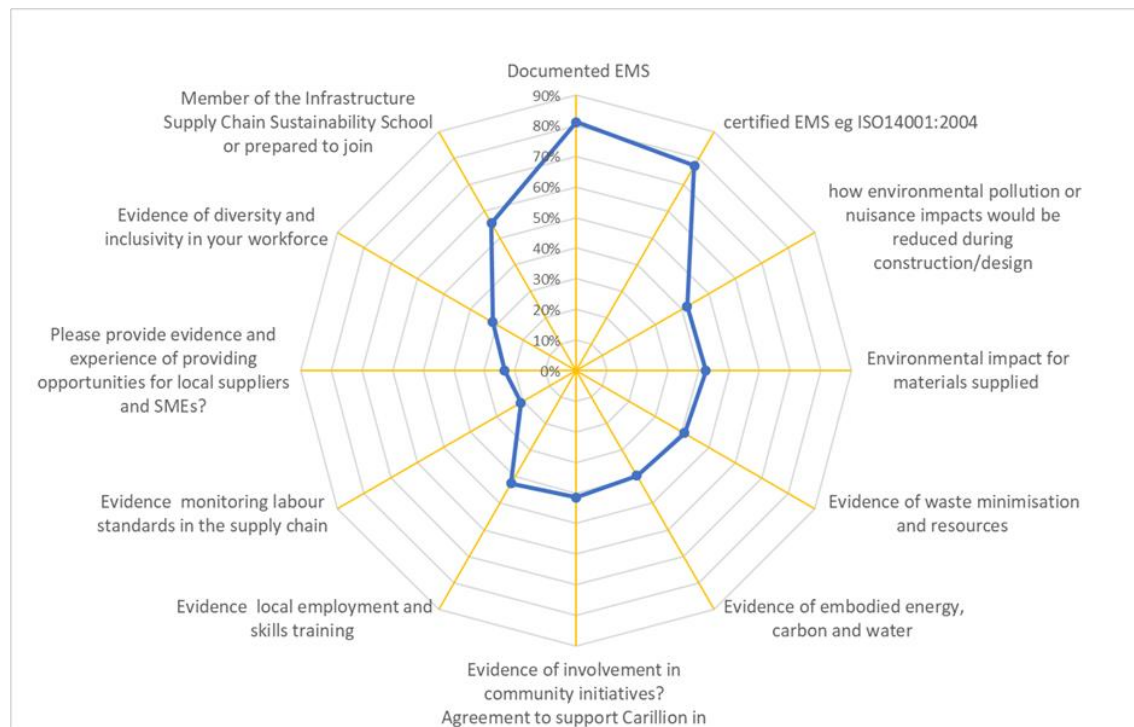 Documented EMS
certified EMS eg ISO14001:2004
how environmental pollution or
nuisance impacts would be
reduced during
construction/design
Environmental impact for
materials supplied
Evidence of waste minimisation
and resources
Evidence of embodied energy,
carbon and water
Evidence of involvement in
community initiatives?
Agreement to support Carillion in
Evidence  local employment and
skills training
Evidence  monitoring labour
standards in the supply chain
Please provide evidence and
experience of providing
opportunities for local suppliers
and SMEs?
Evidence of diversity and
inclusivity in your workforce
Member of the Infrastructure
Supply Chain Sustainability School
or prepared to join
90%
80%
70%
60%
50%
40%
30%
20%
10%
0%